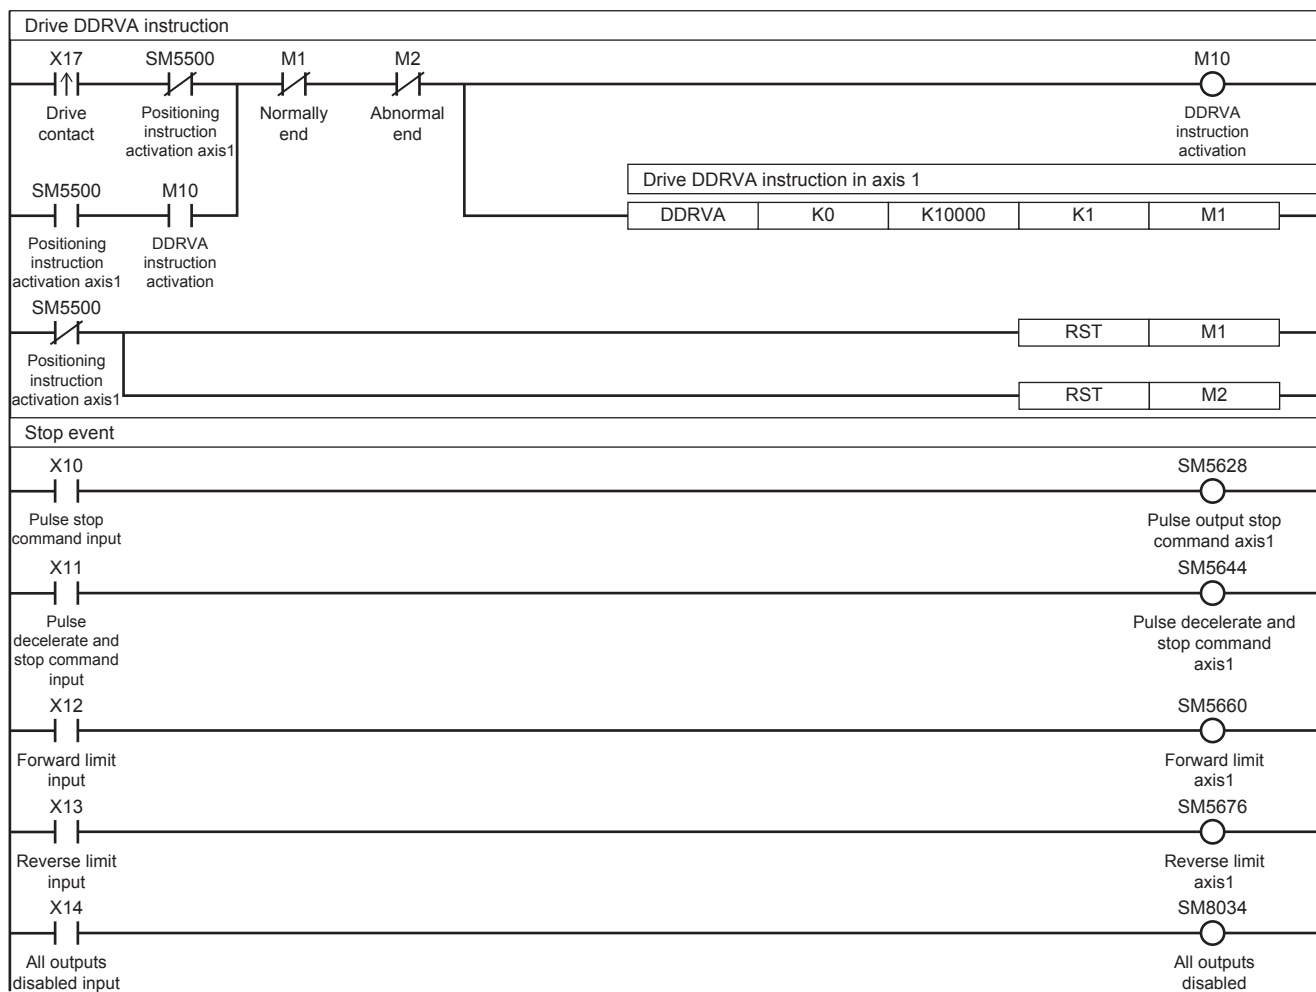 Drive DDRVA instruction
X17 SM5500 M1 M2 M10
Drive
contact
Positioning
instruction
activation axis1
Normally
end
Abnormal
end
DDRVA
instruction
activation
Drive DDRVA instruction in axis 1
SM5500 M10
DDRVA K0 K10000 K1 M1
Positioning
instruction
activation axis1
DDRVA
instruction
activation
SM5500
RST M1
Positioning
instruction
activation axis1
RST M2
Stop event
X10 SM5628
Pulse stop
command input
Pulse output stop
command axis1
X11 SM5644
Pulse
decelerate and
stop command
input
Pulse decelerate and
stop command
axis1
X12 SM5660
Forward limit
input
Forward limit
axis1
X13 SM5676
Reverse limit
input
Reverse limit
axis1
X14 SM8034
All outputs
disabled input
All outputs
disabled